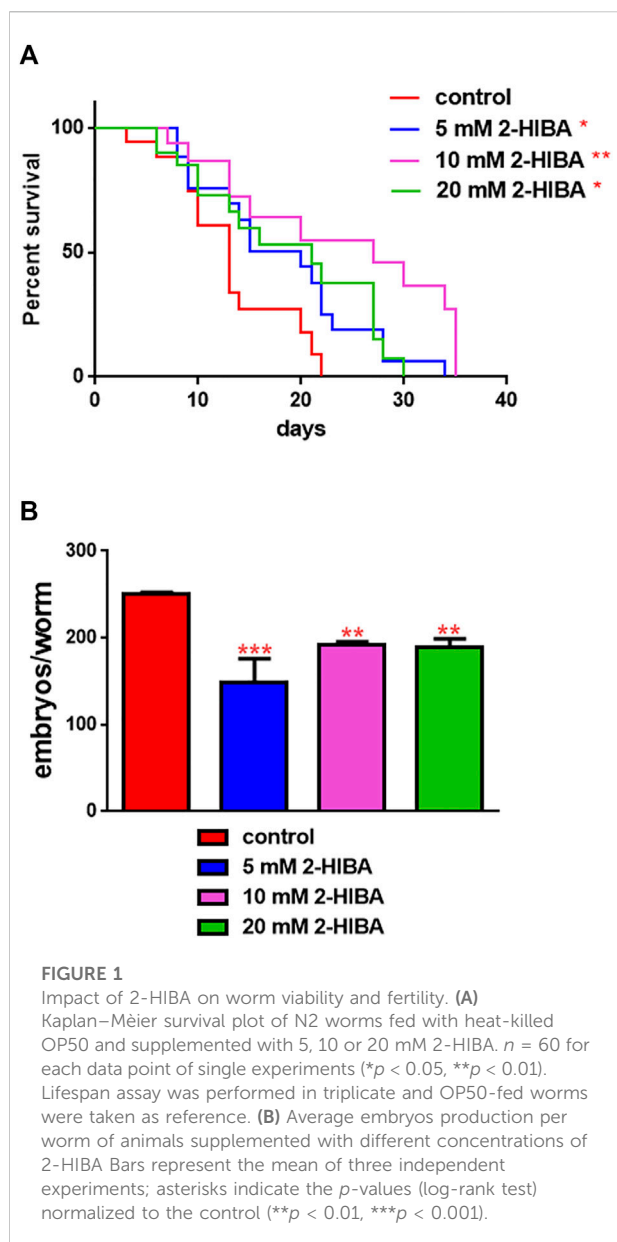 A
control
5 mM 2-HIBA *
10 mM 2-HIBA **
20 mM 2-HIBA *
Percent survival
100
50
0
0 10 20 30 40
days
B
embryos/worm
300
200
100
0
***
**
**
control
5 mM 2-HIBA
10 mM 2-HIBA
20 mM 2-HIBA
FIGURE 1
Impact of 2-HIBA on worm viability and fertility. (A)
Kaplan–Mèier survival plot of N2 worms fed with heat-killed
OP50 and supplemented with 5, 10 or 20 mM 2-HIBA. n = 60 for
each data point of single experiments (*p < 0.05, **p < 0.01).
Lifespan assay was performed in triplicate and OP50-fed worms
were taken as reference. (B) Average embryos production per
worm of animals supplemented with different concentrations of
2-HIBA Bars represent the mean of three independent
experiments; asterisks indicate the p-values (log-rank test)
normalized to the control (**p < 0.01, ***p < 0.001).